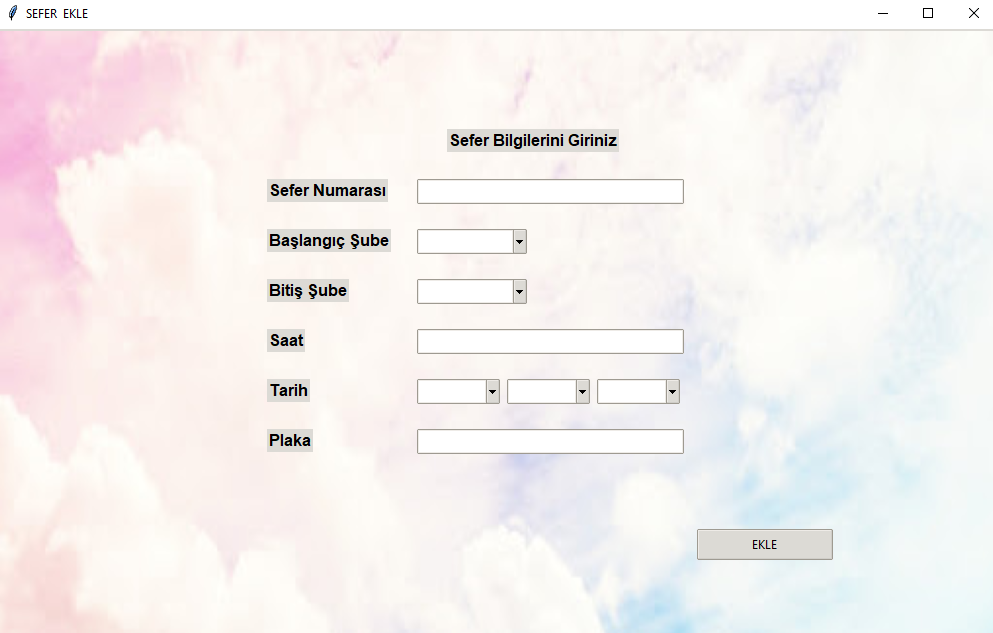 SEFER EKLE
Sefer Bilgilerini Giriniz
Sefer Numarası
Başlangıç Şube
Bitiş Şube
Saat
Tarih
Plaka
EKLE